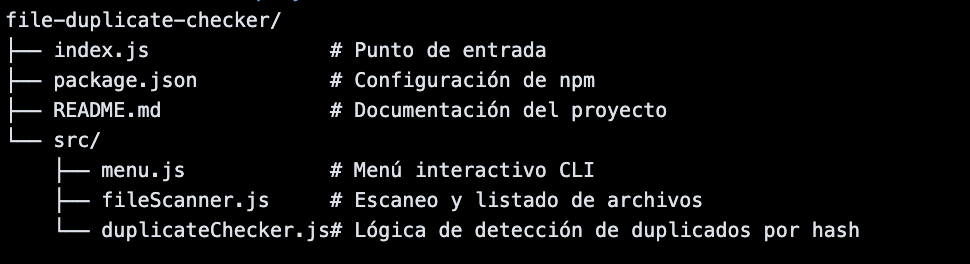 file-duplicate-checker/
├── index.js               # Punto de entrada
├── package.json           # Configuración de npm
├── README.md              # Documentación del proyecto
└── src/
    ├── menu.js            # Menú interactivo CLI
    ├── fileScanner.js     # Escaneo y listado de archivos
    └── duplicateChecker.js# Lógica de detección de duplicados por hash